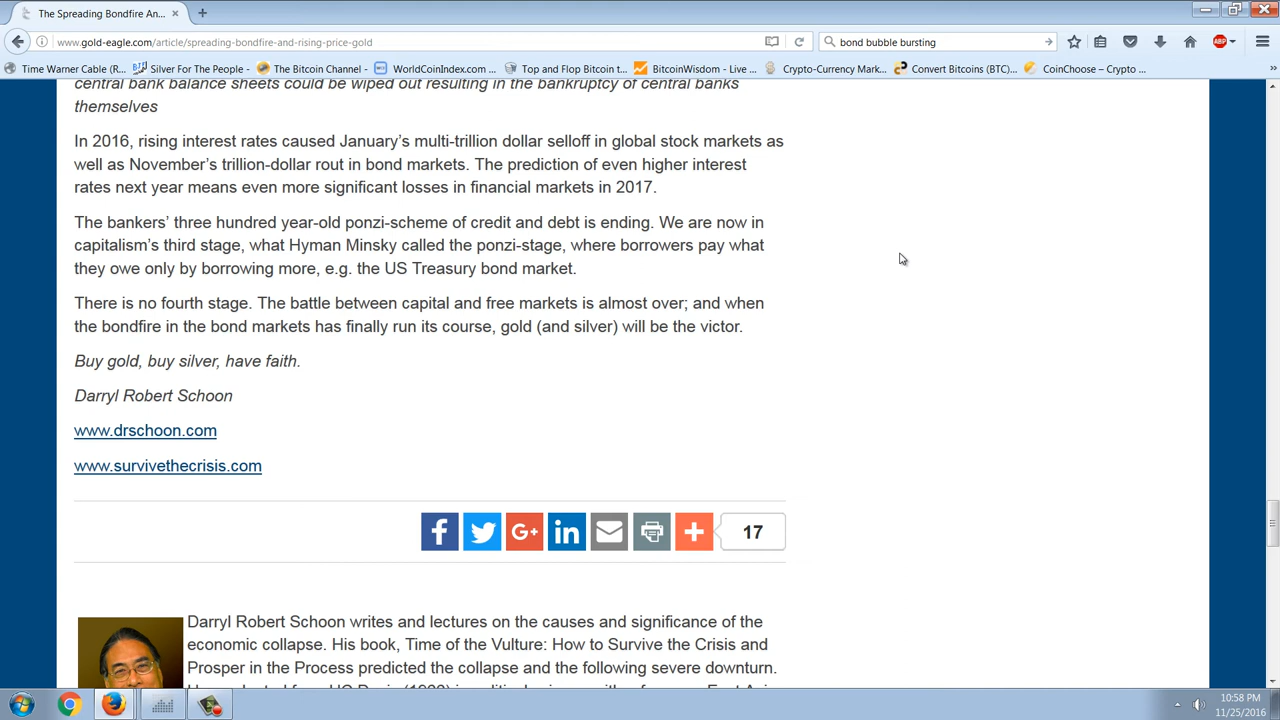 The Spreading Bondfire An...
www.gold-eagle.com/article/spreading-bondfire-and-rising-price-gold
bond bubble bursting
ABP
Time Warner Cable (R...
Silver For The People - ...
The Bitcoin Channel - ...
WorldCoinIndex.com ...
Top and Flop Bitcoin t...
BitcoinWisdom - Live ...
Crypto-Currency Mark...
Convert Bitcoins (BTC)...
CoinChoose – Crypto ...
central bank balance sheets could be wiped out resulting in the bankruptcy of central banks
themselves
In 2016, rising interest rates caused January's multi-trillion dollar selloff in global stock markets as
well as November's trillion-dollar rout in bond markets. The prediction of even higher interest
rates next year means even more significant losses in financial markets in 2017.
The bankers' three hundred year-old ponzi-scheme of credit and debt is ending. We are now in
capitalism's third stage, what Hyman Minsky called the ponzi-stage, where borrowers pay what
they owe only by borrowing more, e.g. the US Treasury bond market.
There is no fourth stage. The battle between capital and free markets is almost over; and when
the bondfire in the bond markets has finally run its course, gold (and silver) will be the victor.
Buy gold, buy silver, have faith.
Darryl Robert Schoon
www.drschoon.com
www.survivethecrisis.com
17
Darryl Robert Schoon writes and lectures on the causes and significance of the
economic collapse. His book, Time of the Vulture: How to Survive the Crisis and
Prosper in the Process predicted the collapse and the following severe downturn.
10:58 PM
11/25/2016